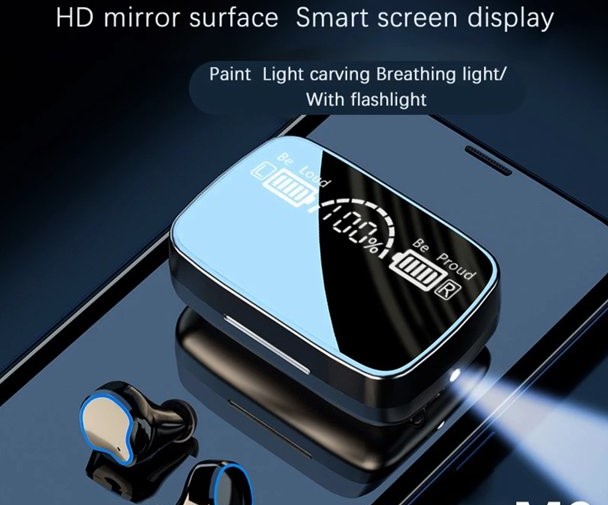 HD mirror surface Smart screen display
Paint Light carving Breathing light/
With flashlight
Be Loud
L
100%
Be Proud
R